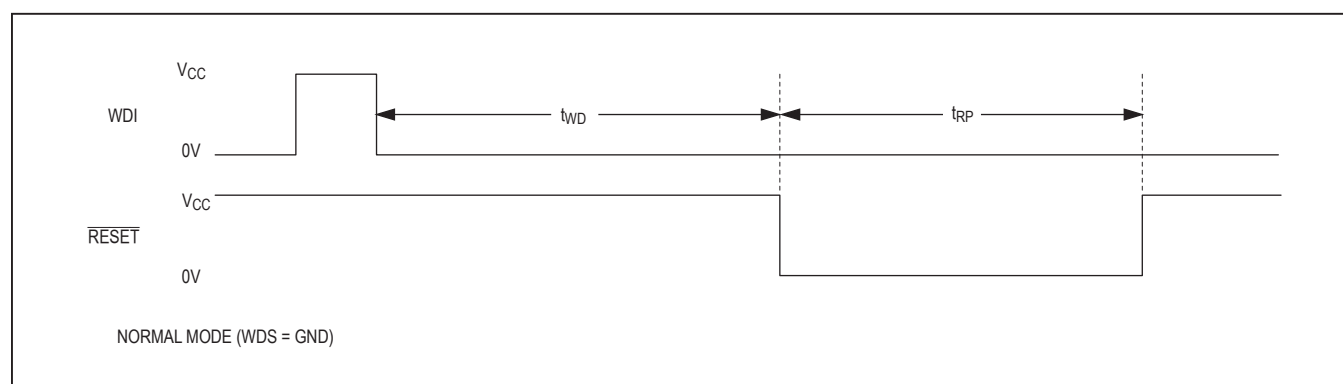 VCC
WDI
tWD
tRP
0V
VCC
RESET
0V
NORMAL MODE (WDS = GND)